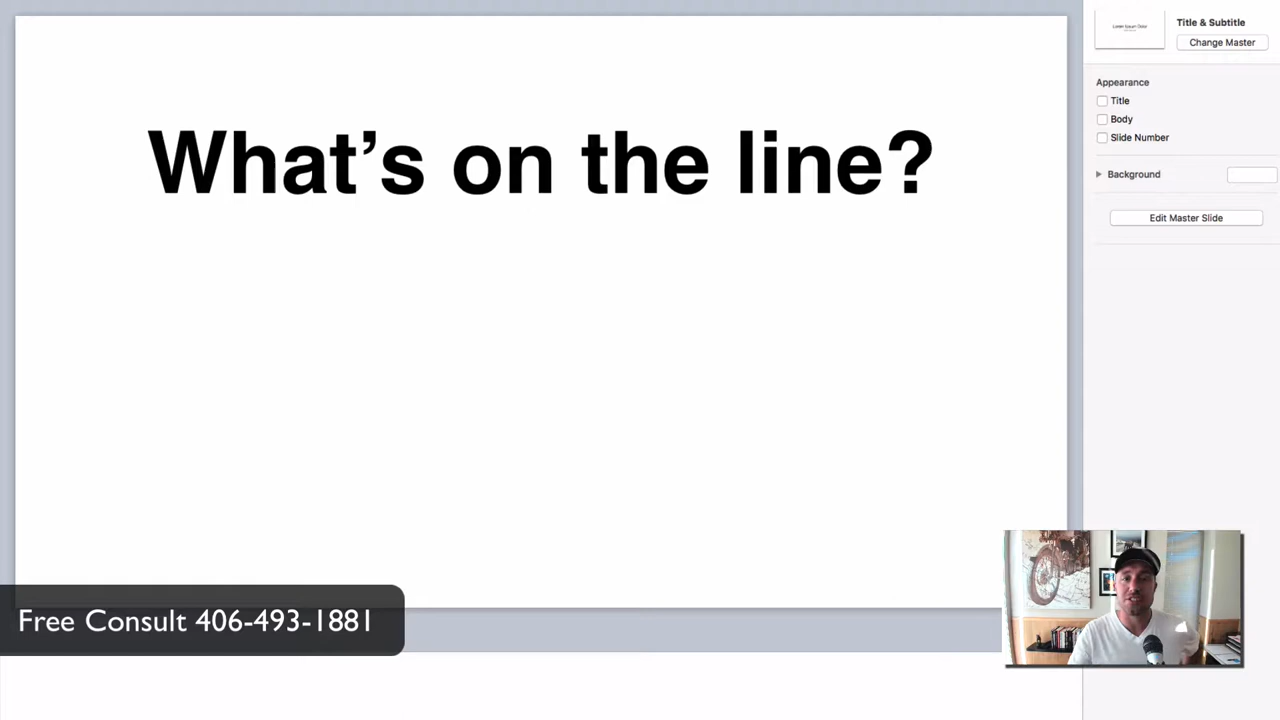 What's on the line?
Title & Subtitle
Change Master
Appearance
Title
Body
Slide Number
Background
Edit Master Slide
Free Consult 406-493-1881